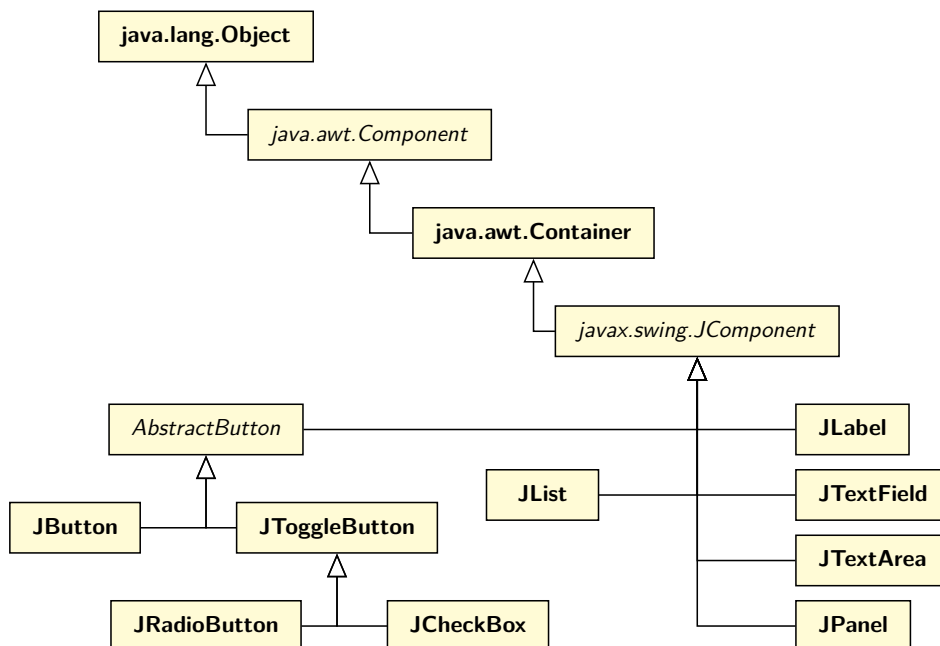 java.lang.Object
java.awt.Component
java.awt.Container
javax.swing.JComponent
AbstractButton
JLabel
JList
JTextField
JButton
JToggleButton
JTextArea
JRadioButton
JCheckBox
JPanel